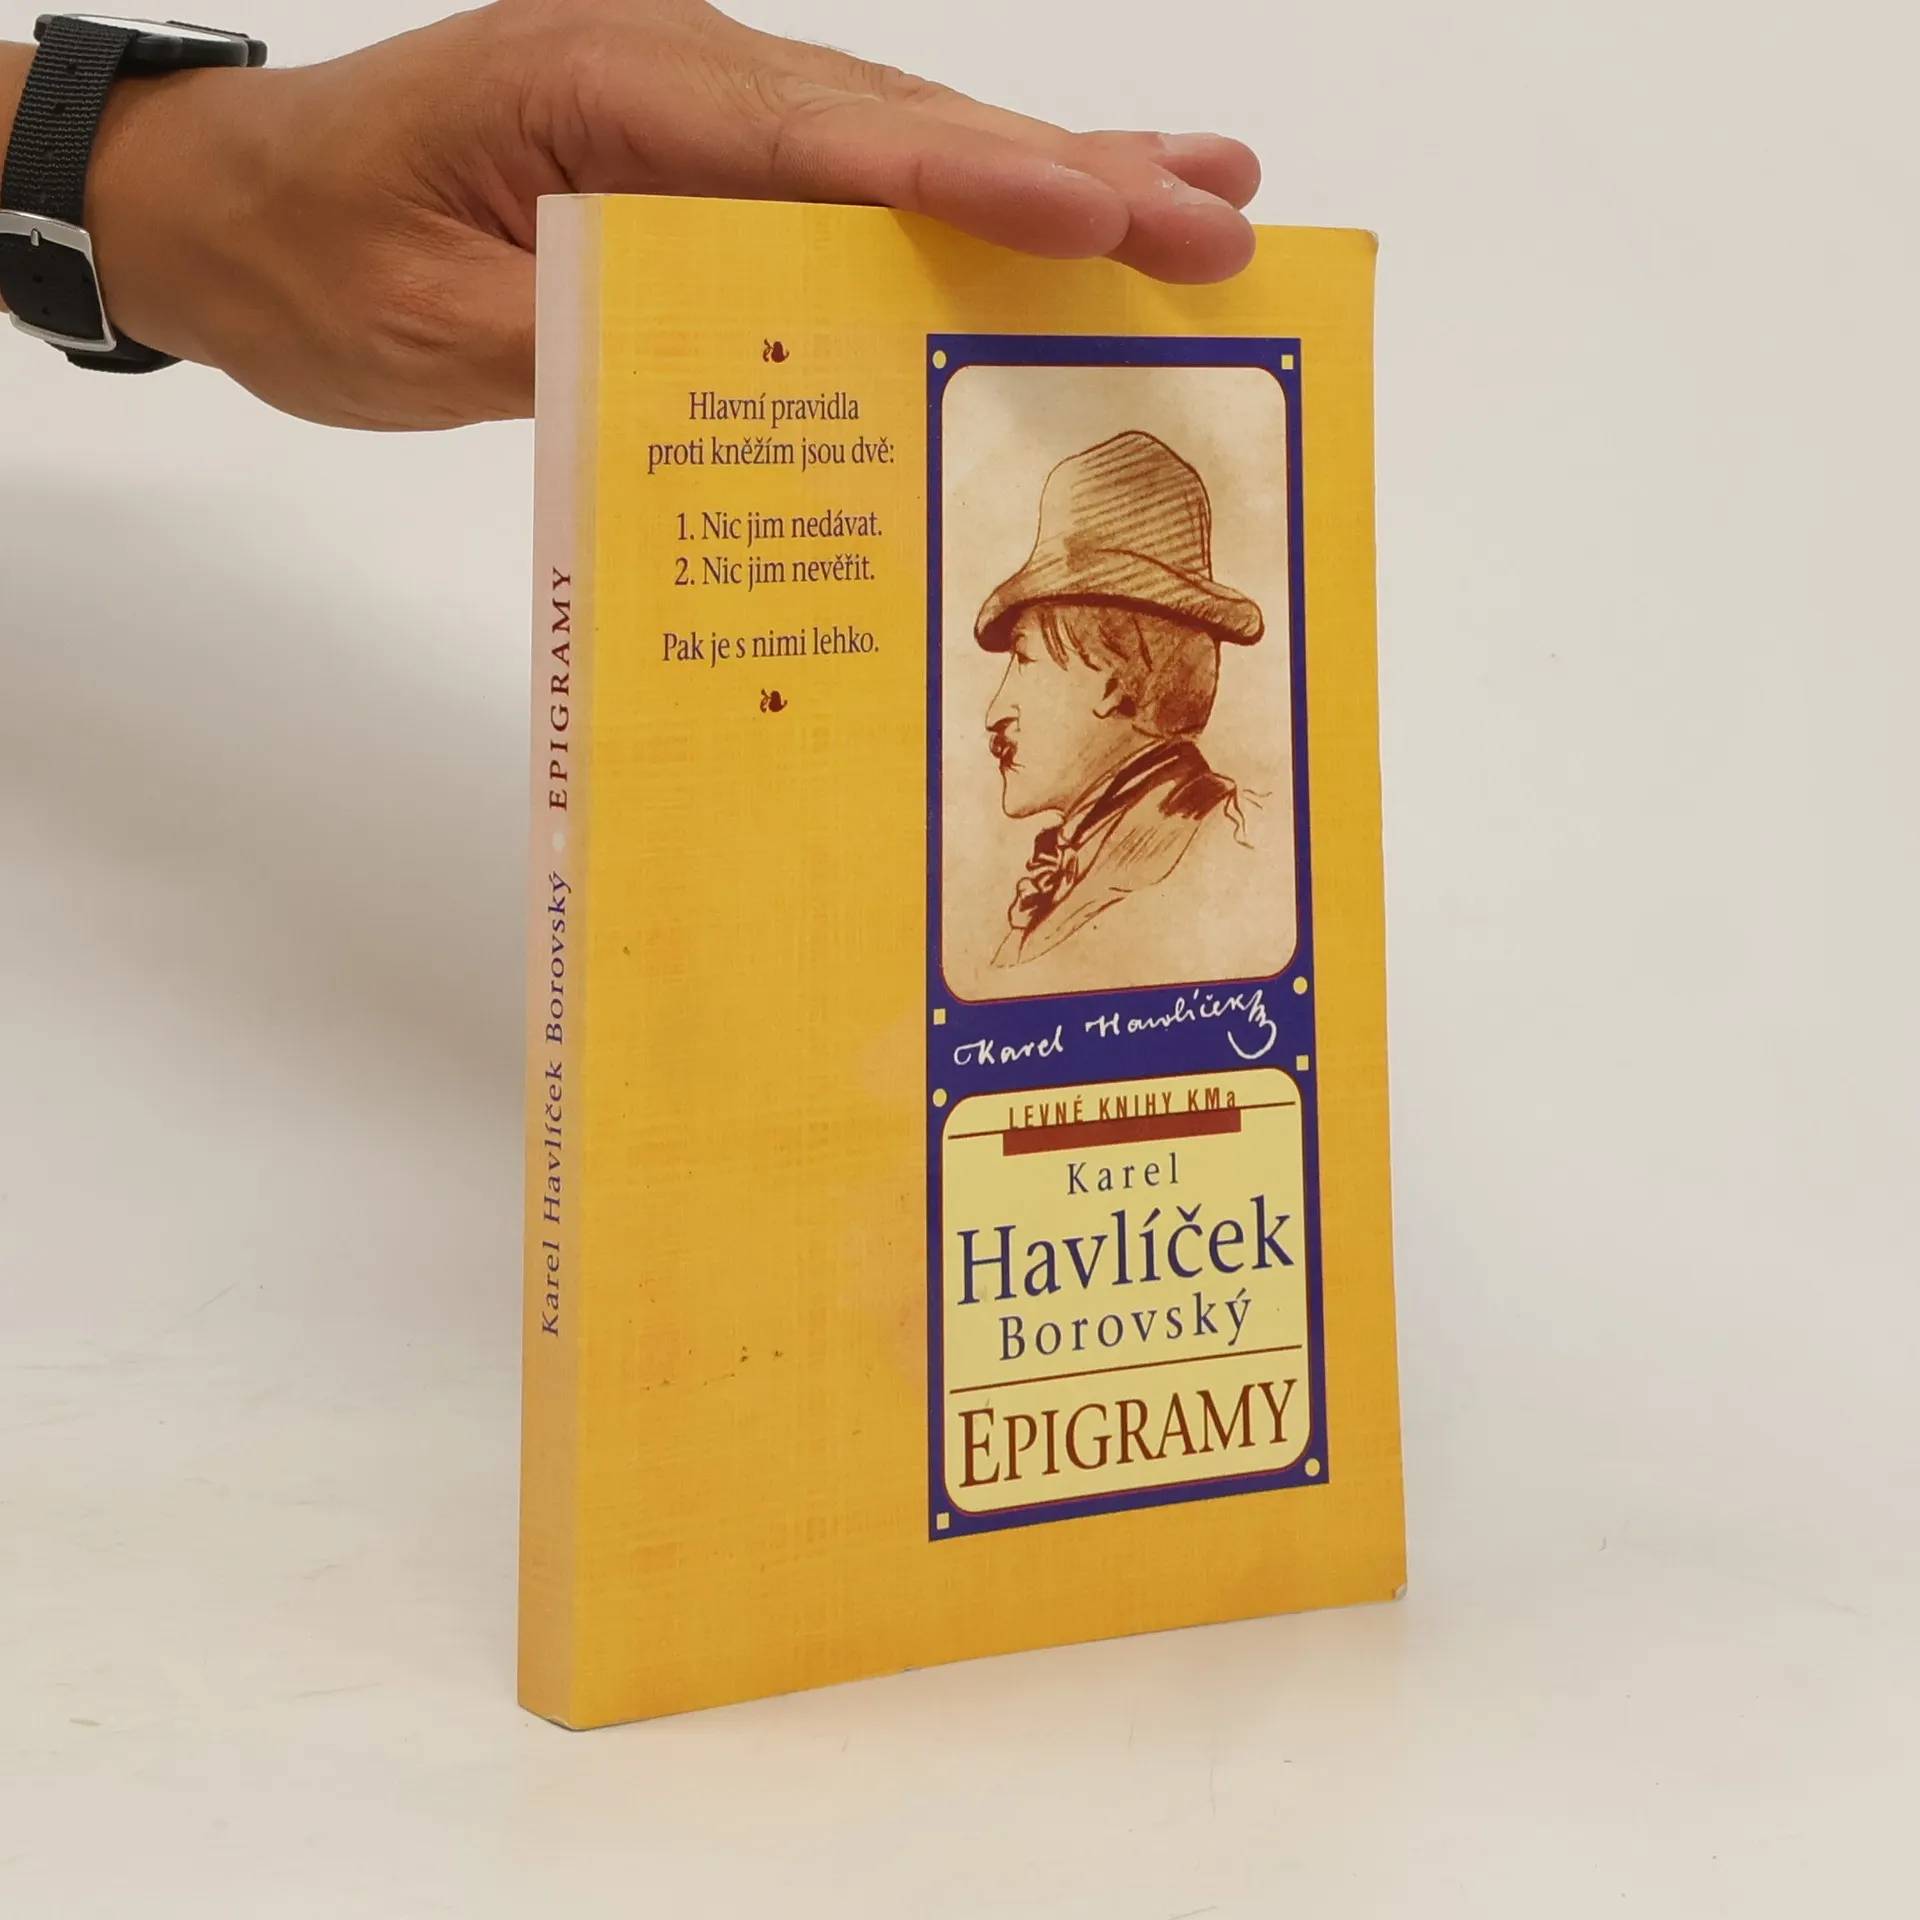 Karel Havlíček Borovský • EPIGRAMY
Hlavní pravidla
proti kněžím jsou dvě:
1. Nic jim nedávat.
2. Nic jim nevěřit.
Pak je s nimi lehko.
Karel Havlíček
LEVNÉ KNIHY KMa
Karel
Havlíček
Borovský
EPIGRAMY